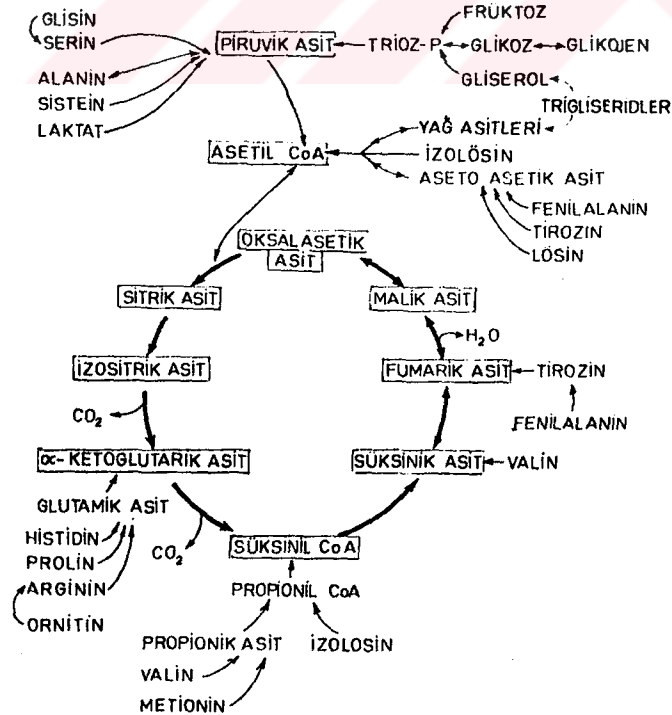 GLİSİN
SERİN
ALANİN
SİSTEİN
LAKTAT
PİRUVİK ASİT
TRİOZ-P
FRÜKTOZ
GLİKOZ
GLİKOJEN
GLİSEROL
TRİGLİSERİDLER
ASETİL CoA
YAĞ ASİTLERİ
İZOLÖSİN
ASETO ASETİK ASİT
FENİLALANİN
TİROZİN
LÖSİN
OKSALASETİK
ASİT
SİTRİK ASİT
MALİK ASİT
H₂O
İZOSİTRİK ASİT
FUMARİK ASİT
TİROZİN
FENİLALANİN
CO₂
α-KETOGLUTARİK ASİT
SÜKSİNİK ASİT
VALİN
GLUTAMİK ASİT
HİSTİDİN
PROLİN
ARGİNİN
ORNİTİN
CO₂
SÜKSİNİL CoA
PROPİONİL CoA
PROPİONİK ASİT
İZOLOSİN
VALİN
METİONİN